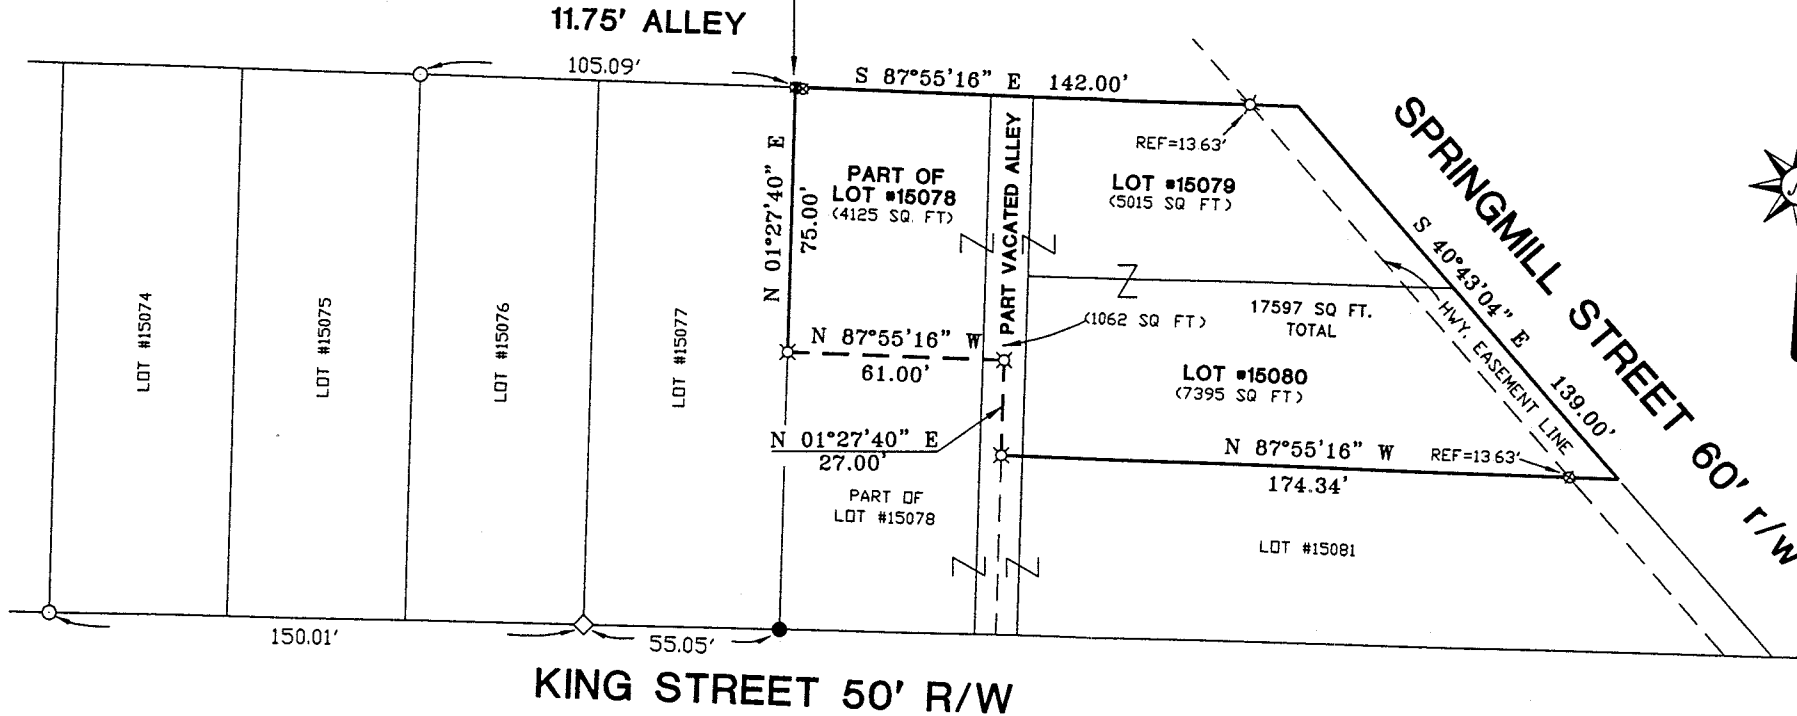 11.75' ALLEY
105.09'
S 87°55'16" E 142.00'
REF=13.63'
SPRINGMILL STREET 60' r/w
N 01°27'40" E
75.00'
PART OF
LOT #15078
(4125 SQ. FT)
PART VACATED ALLEY
LOT #15079
(5015 SQ FT)
S 40°43'04" E
139.00'
HWY. EASEMENT LINE
LOT #15074
LOT #15075
LOT #15076
LOT #15077
(1062 SQ FT)
17597 SQ FT.
TOTAL
N 87°55'16" W
61.00'
LOT #15080
(7395 SQ FT)
N 01°27'40" E
27.00'
N 87°55'16" W
174.34'
REF=13.63'
PART OF
LOT #15078
LOT #15081
150.01'
55.05'
KING STREET 50' R/W